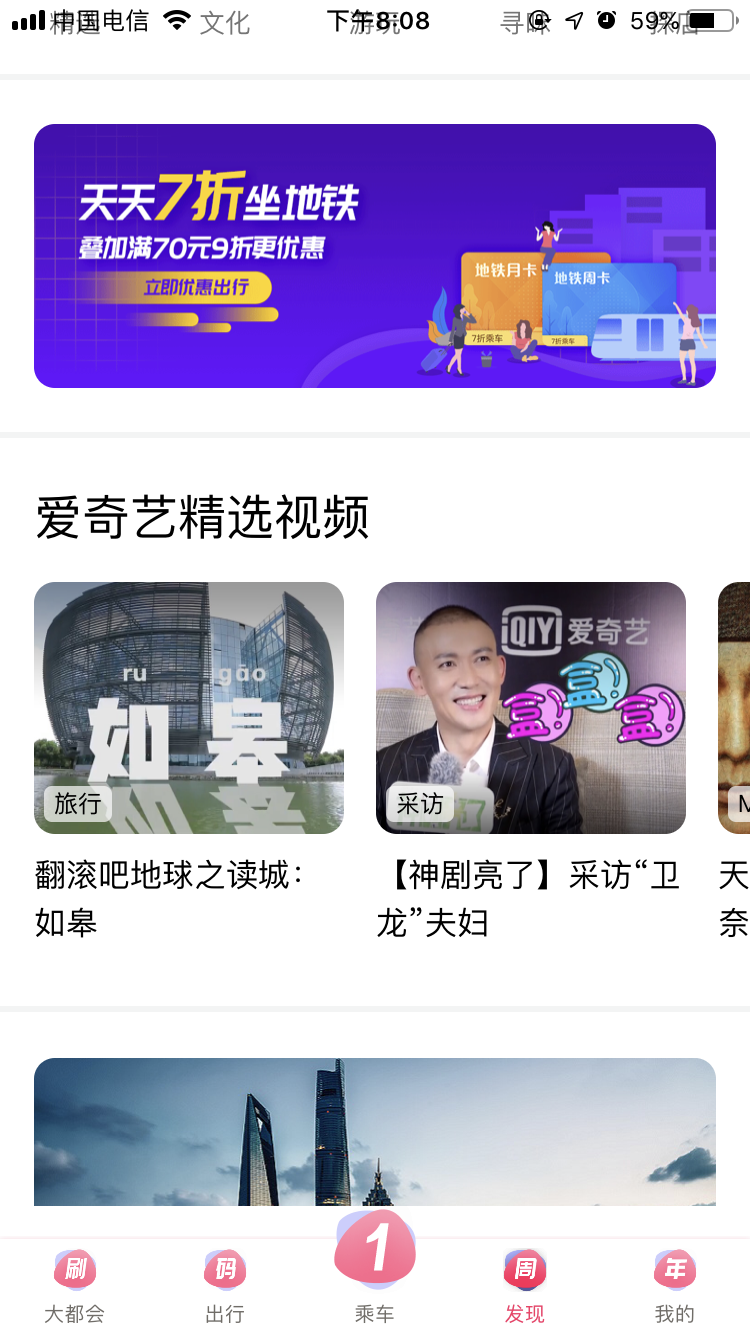 中国电信 下午8:08 59%
精选 文化 游玩 寻味 探店
天天7折坐地铁
叠加满70元9折更优惠
立即优惠出行
地铁月卡
地铁周卡
7折乘车
7折乘车
爱奇艺精选视频
ru gāo
如皋
旅行
iQIYI 爱奇艺
盒! 盒! 盒!
采访
M
翻滚吧地球之读城：
如皋
【神剧亮了】采访“卫
龙”夫妇
天
奈
刷 码 1 周 年
大都会 出行 乘车 发现 我的